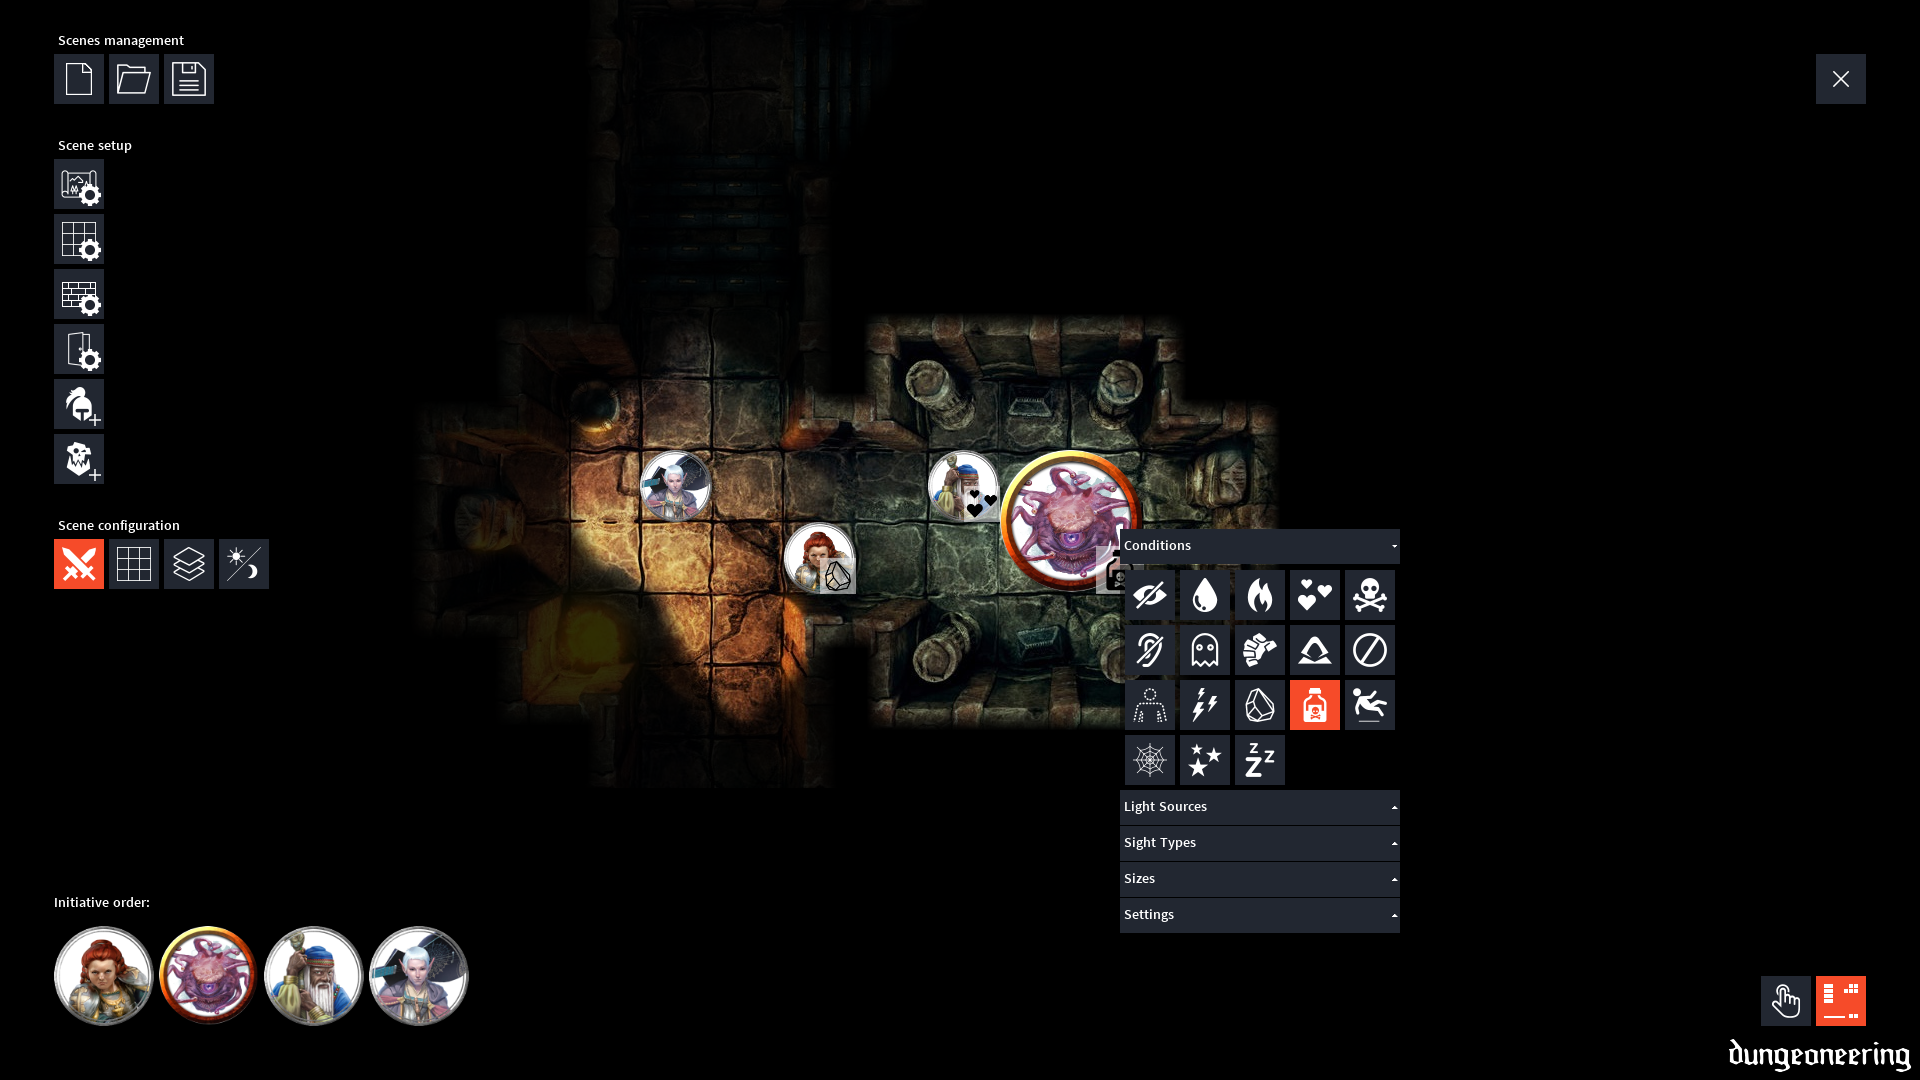 Scenes management
Scene setup
Scene configuration
Conditions
Z Z Z
Light Sources
Sight Types
Sizes
Settings
Initiative order:
dungeoneering